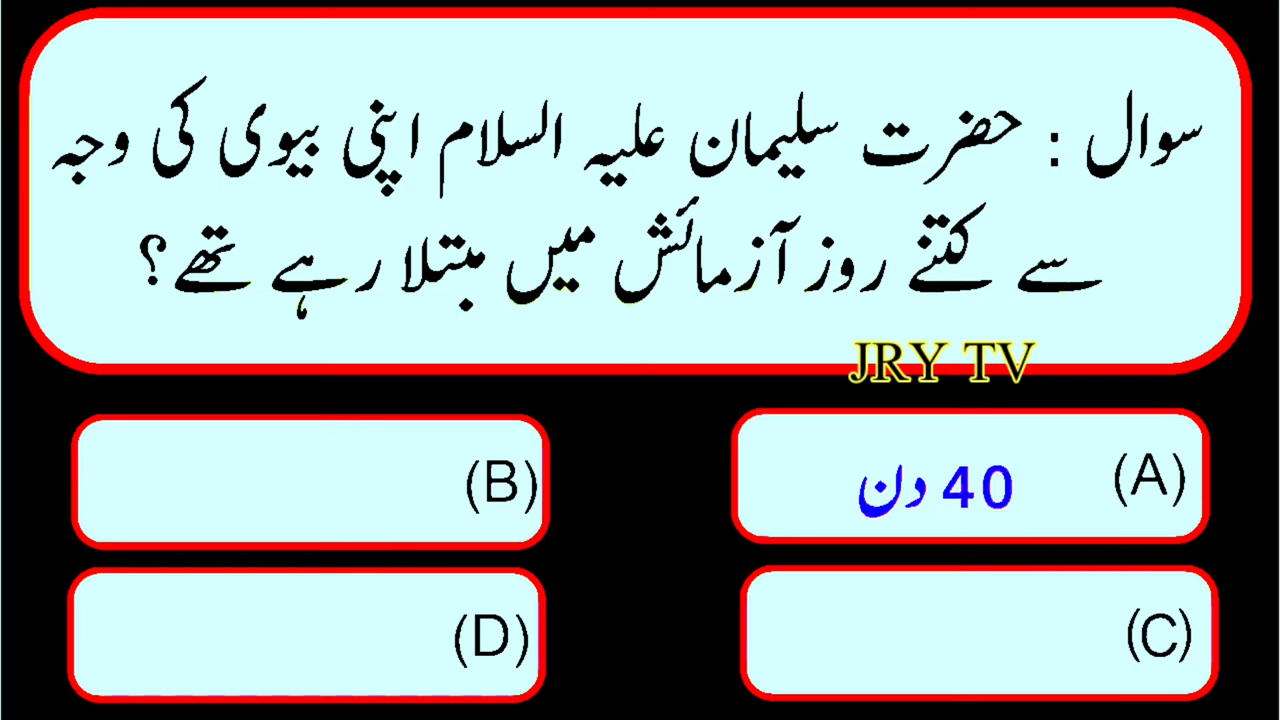 سوال : حضرت سلیمان علیہ السلام اپنی بیوی کی وجہ
سے کتنے روز آزمائش میں مبتلا رہے تھے؟
JRY TV
(A) 40 دن
(B)
(C)
(D)